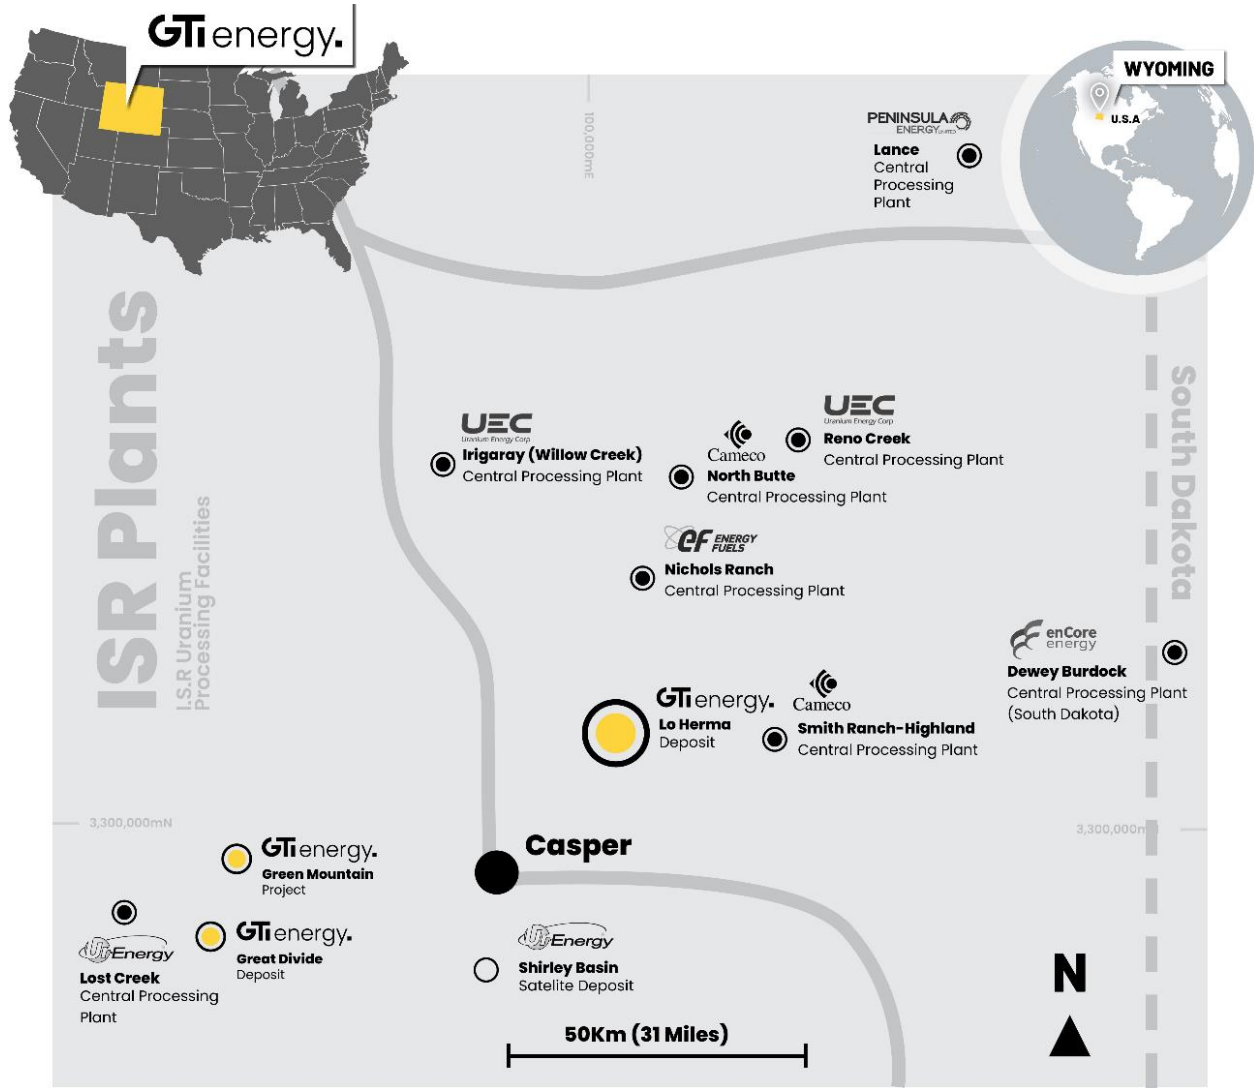 GTi energy.
WYOMING
U.S.A
100,000mE
PENINSULA
ENERGY LIMITED
Lance
Central
Processing
Plant
ISR Plants
I.S.R Uranium
Processing Facilities
South Dakota
UEC
Uranium Energy Corp
Irigaray (Willow Creek)
Central Processing Plant
Cameco
North Butte
Central Processing Plant
UEC
Uranium Energy Corp
Reno Creek
Central Processing Plant
eF ENERGY
FUELS
Nichols Ranch
Central Processing Plant
enCore
energy
Dewey Burdock
Central Processing Plant
(South Dakota)
GTi energy.
Lo Herma
Deposit
Cameco
Smith Ranch-Highland
Central Processing Plant
3,300,000mN
3,300,000m
Casper
GTi energy.
Green Mountain
Project
GTi energy.
Great Divide
Deposit
Ur Energy
Lost Creek
Central Processing
Plant
Ur Energy
Shirley Basin
Satelite Deposit
50Km (31 Miles)
N